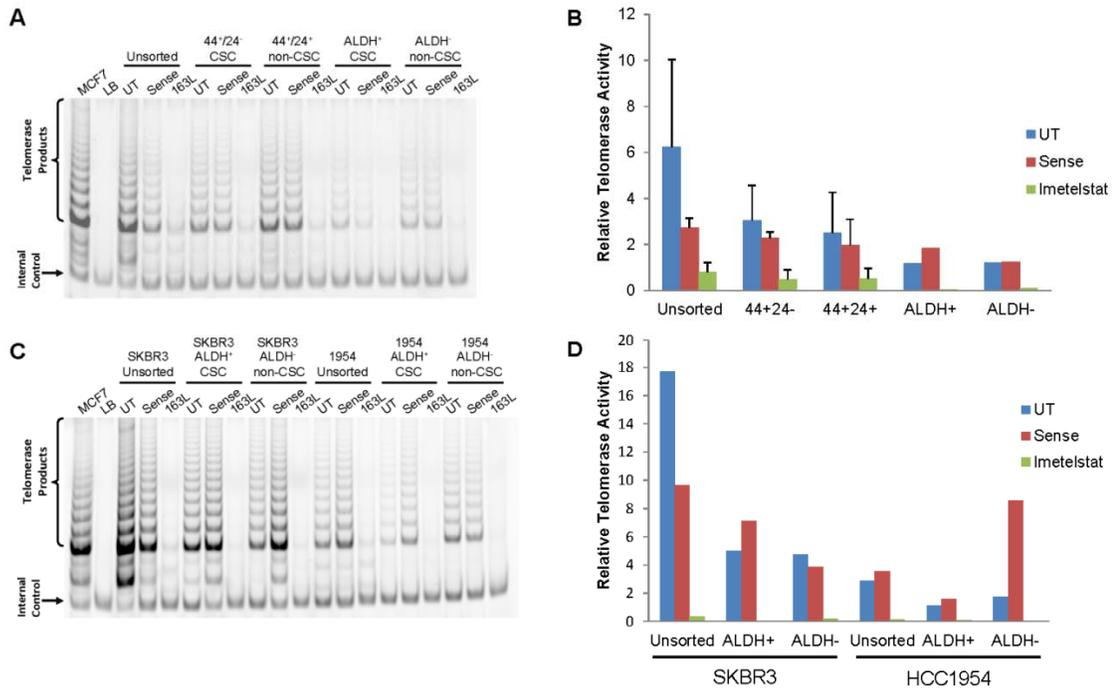 A
Unsorted
44⁺/24⁻
CSC
44⁺/24⁺
non-CSC
ALDH⁺
CSC
ALDH⁻
non-CSC
MCF7 LB UT Sense 163L UT Sense 163L UT Sense 163L UT Sense 163L UT Sense 163L
Telomerase
Products
Internal
Control
B
12
10
8
6
4
2
0
Relative Telomerase Activity
Unsorted 44+24- 44+24+ ALDH+ ALDH-
UT
Sense
Imetelstat
C
SKBR3
Unsorted
SKBR3
ALDH⁺
CSC
SKBR3
ALDH⁻
non-CSC
1954
Unsorted
1954
ALDH⁺
CSC
1954
ALDH⁻
non-CSC
MCF7 LB UT Sense 163L UT Sense 163L UT Sense 163L UT Sense 163L UT Sense 163L UT Sense 163L
Telomerase
Products
Internal
Control
D
20
18
16
14
12
10
8
6
4
2
0
Relative Telomerase Activity
Unsorted ALDH+ ALDH- Unsorted ALDH+ ALDH-
SKBR3 HCC1954
UT
Sense
Imetelstat